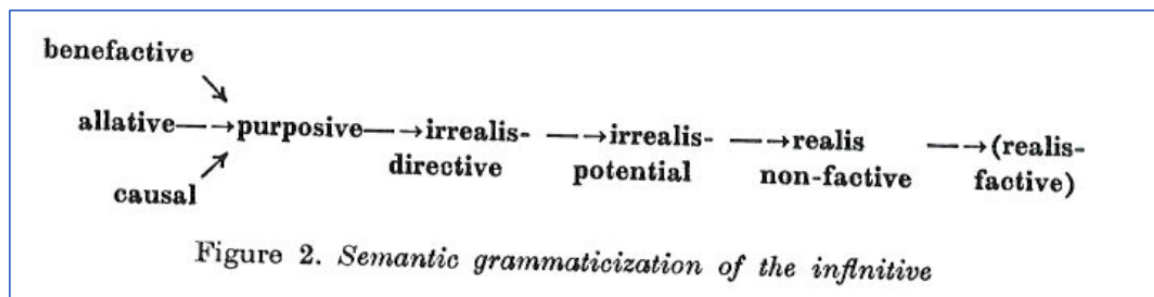 benefactive
allative—→purposive—→irrealis- —→irrealis- —→realis —→(realis-
directive potential non-factive factive)
causal
Figure 2. Semantic grammaticization of the infinitive